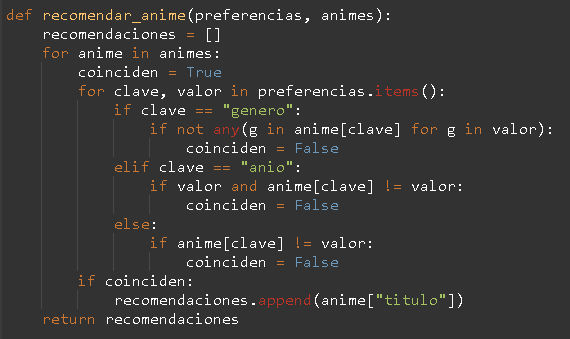 def recomendar_anime(preferencias, animes):
    recomendaciones = []
    for anime in animes:
        coinciden = True
        for clave, valor in preferencias.items():
            if clave == "genero":
                if not any(g in anime[clave] for g in valor):
                    coinciden = False
            elif clave == "anio":
                if valor and anime[clave] != valor:
                    coinciden = False
            else:
                if anime[clave] != valor:
                    coinciden = False
        if coinciden:
            recomendaciones.append(anime["titulo"])
    return recomendaciones